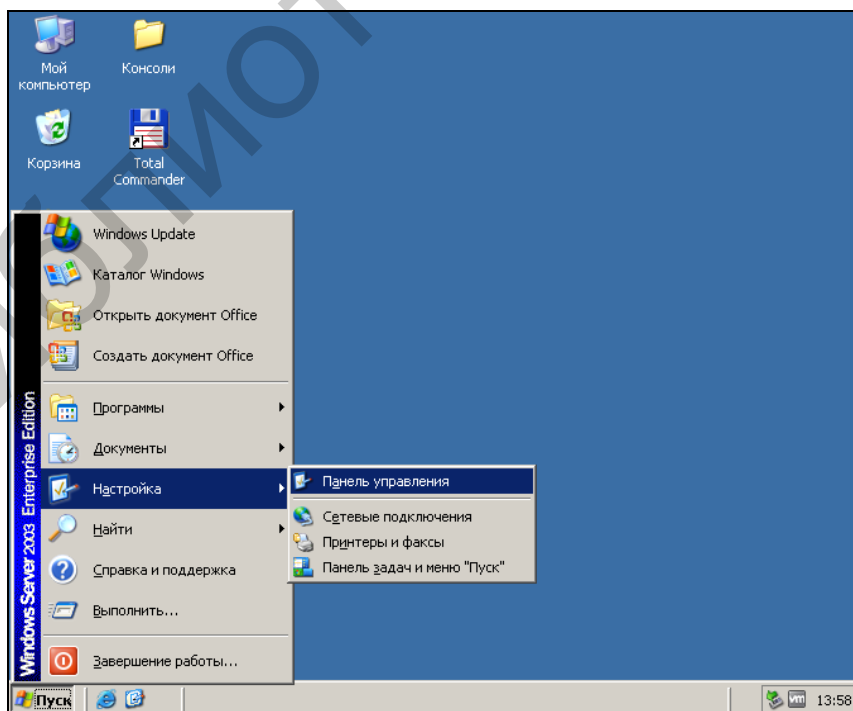 Мой
компьютер
Консоли
Корзина
Total
Commander
Windows Update
Каталог Windows
Открыть документ Office
Создать документ Office
Программы
Документы
Настройка
Найти
Справка и поддержка
Выполнить...
Завершение работы...
Панель управления
Сетевые подключения
Принтеры и факсы
Панель задач и меню "Пуск"
Windows Server 2003 Enterprise Edition
Пуск
vm
13:58